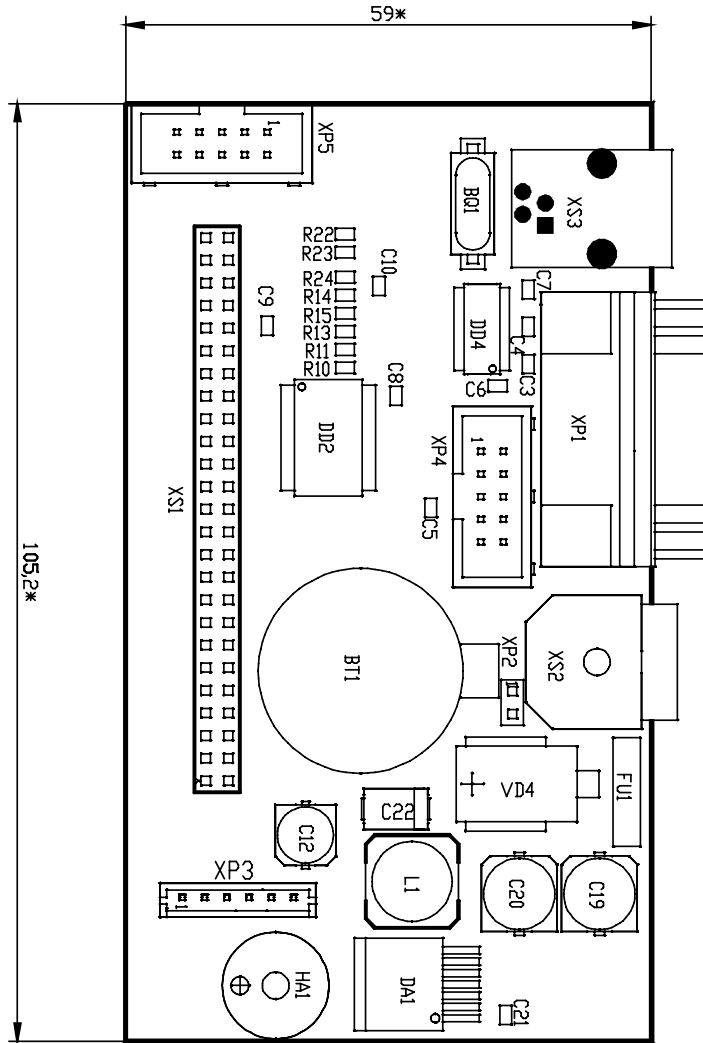 59*
XP5
1
BQ1
XS3
R22
R23
R24
R14
R15
R13
R11
R10
C10
C9
C7
DD4
C4
C3
C6
C8
DD2
XP1
XP4
1
C5
XS1
105,2*
BT1
XP2
1
XS2
VD4
FU1
C22
C12
XP3
1
L1
C20
C19
HA1
DA1
C21